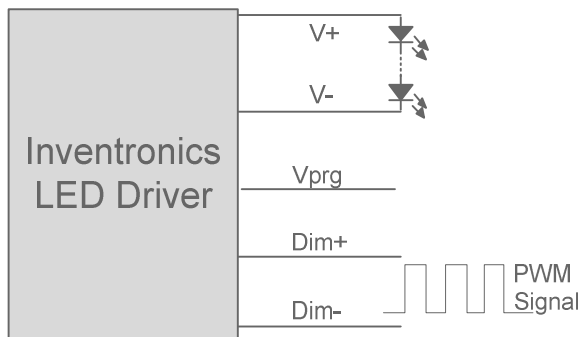 Inventronics
LED Driver
V+
V-
Vprg
Dim+
Dim-
PWM
Signal